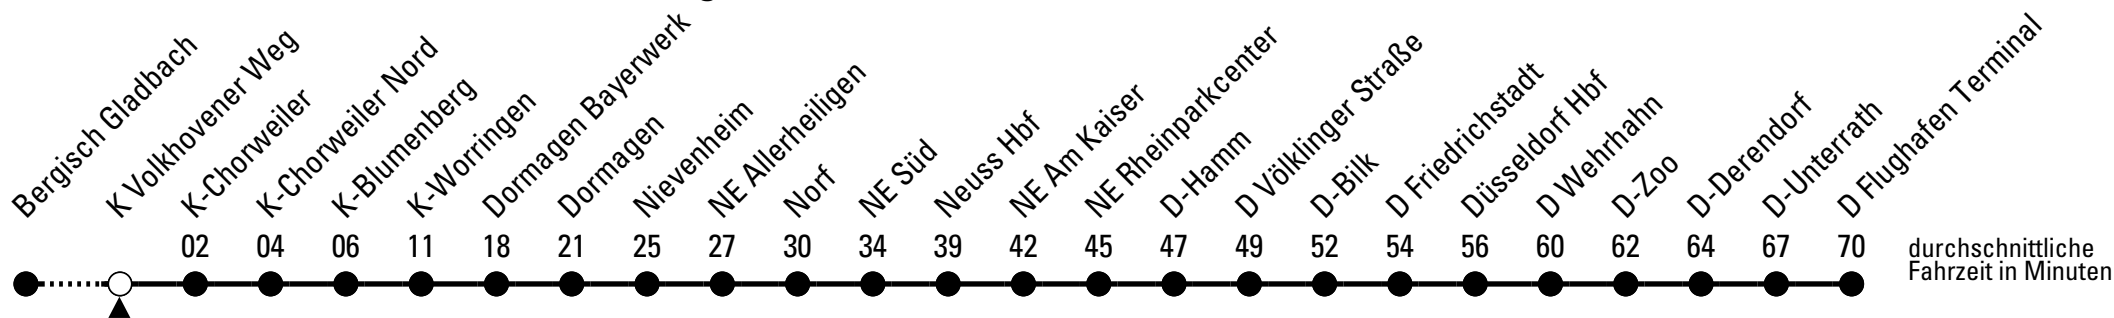 Bergisch Gladbach
K Volkhovener Weg
K-Chorweiler
K-Chorweiler Nord
K-Blumenberg
K-Worringen
Dormagen Bayerwerk
Dormagen
Nievenheim
NE Allerheiligen
Norf
NE Süd
Neuss Hbf
NE Am Kaiser
NE Rheinparkcenter
D-Hamm
D Völklinger Straße
D-Bilk
D Friedrichstadt
Düsseldorf Hbf
D Wehrhahn
D-Zoo
D-Derendorf
D-Unterrath
D Flughafen Terminal
02 04 06 11 18 21 25 27 30 34 39 42 45 47 49 52 54 56 60 62 64 67 70
durchschnittliche
Fahrzeit in Minuten